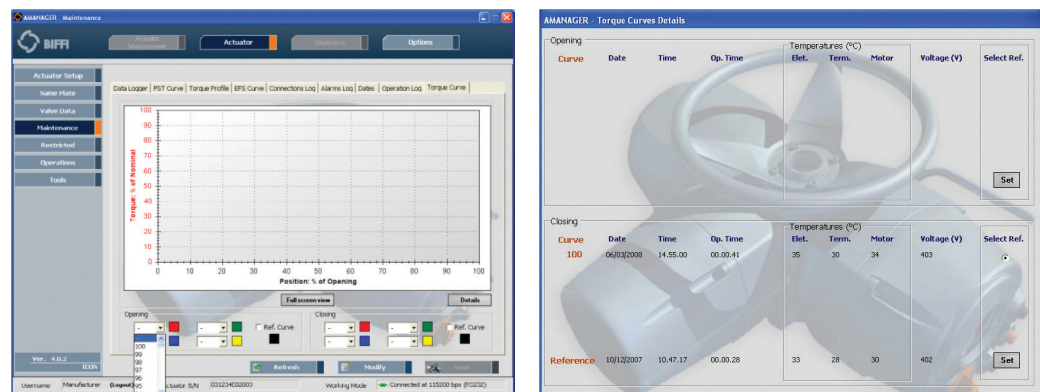 AMANAGER - Maintenance
BIFFI
Actuator Management Actuator Statistics Options
Actuator Setup
Name Plate
Valve Data
Maintenance
Restricted
Operations
Tools
Data Logger PST Curve Torque Profile EFS Curve Connections Log Alarms Log Dates Operation Log Torque Curve
100
90
80
70
60
50
40
30
20
10
0
Torque: % of Nominal
0 10 20 30 40 50 60 70 80 90 100
Position: % of Opening
Full screen view Details
Opening Closing
- - Ref. Curve - - Ref. Curve
- - - -
100
99
98
97
96
95
Ver. 4.0.2
ICON
Refresh Modify Send
Username Manufacturer (Logout) Actuator S/N 031234E02003 Working Mode Connected at 115200 bps (RS232)
AMANAGER - Torque Curves Details
Opening
Temperatures (ºC)
Curve Date Time Op. Time Elet. Term. Motor Voltage (V) Select Ref.
Set
Closing
Temperatures (ºC)
Curve Date Time Op. Time Elet. Term. Motor Voltage (V) Select Ref.
100 06/03/2008 14.55.00 00.00.41 35 30 34 403
Reference 10/12/2007 10.47.17 00.00.28 33 28 30 402 Set